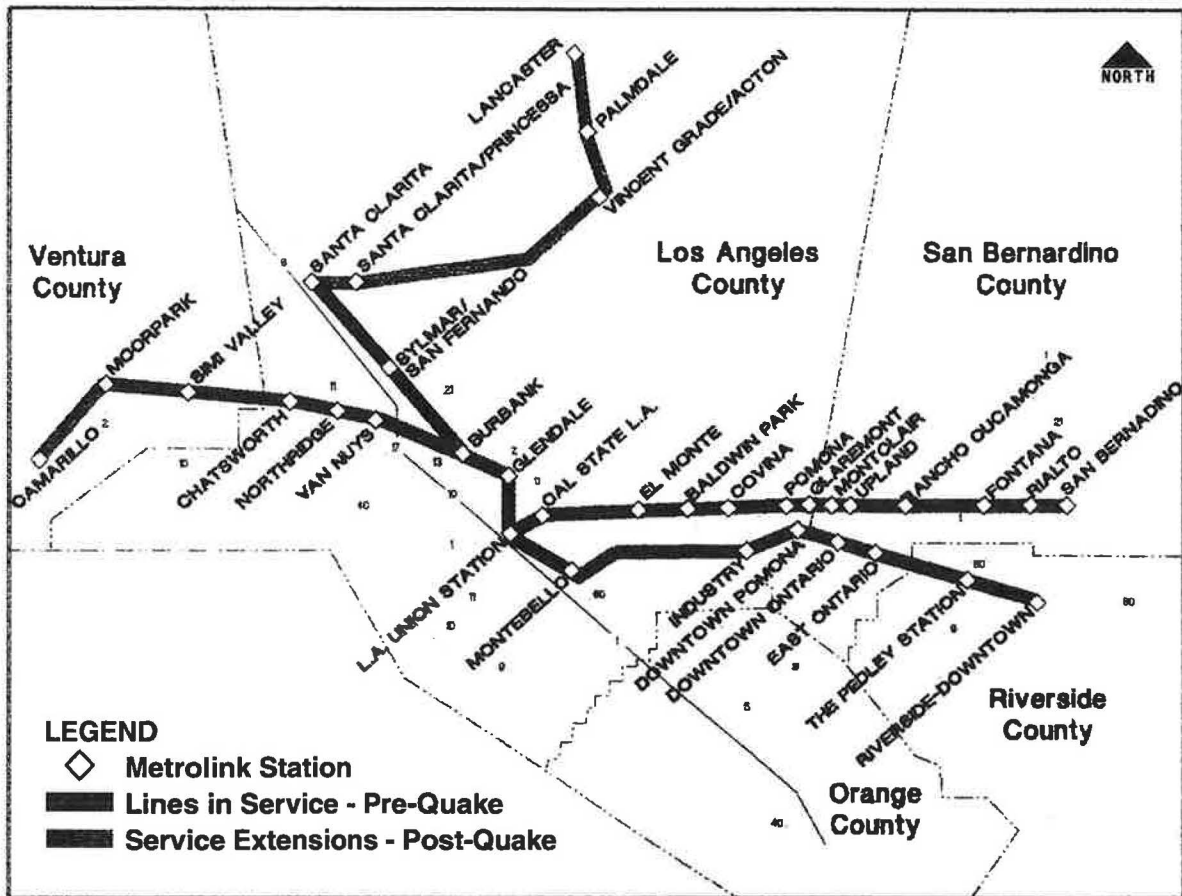 NORTH
LANCASTER
PALMDALE
SANTA CLARITA/PRINCESSA
VINCENT GRADE/ACTON
SANTA CLARITA
Ventura
County
Los Angeles
County
San Bernardino
County
SYLMAR/
SAN FERNANDO
MOORPARK
SIMI VALLEY
BURBANK
GLENDALE
CAMARILLO
CHATSWORTH
NORTHRIDGE
VAN NUYS
CAL STATE L.A.
EL MONTE
BALDWIN PARK
COVINA
POMONA
CLAREMONT
MONTCLAIR
UPLAND
RANCHO CUCAMONGA
FONTANA
RIALTO
SAN BERNADINO
L.A. UNION STATION
MONTEBELLO
INDUSTRY
DOWNTOWN POMONA
DOWNTOWN ONTARIO
EAST ONTARIO
THE PEDLEY STATION
RIVERSIDE-DOWNTOWN
Riverside
County
Orange
County
LEGEND
Metrolink Station
Lines in Service - Pre-Quake
Service Extensions - Post-Quake